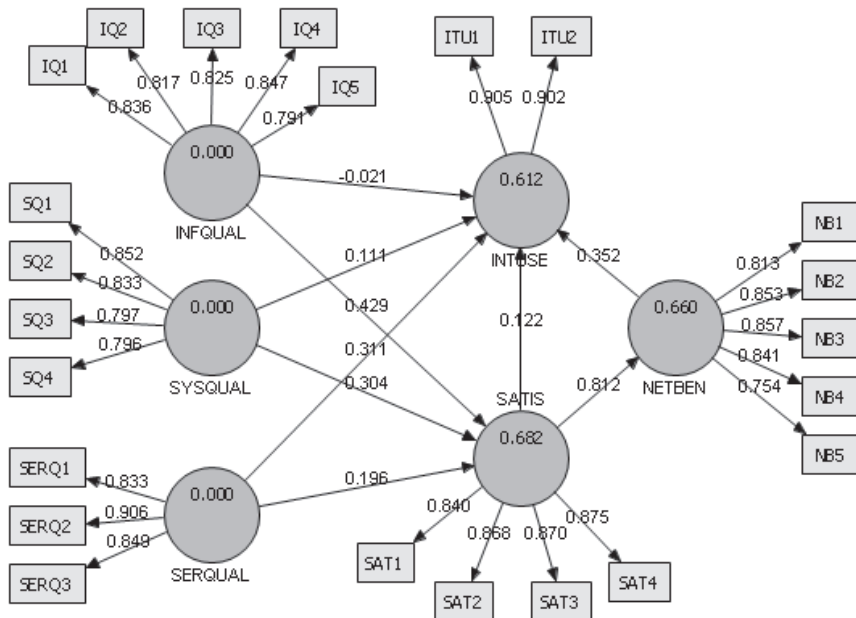 IQ1
IQ2
IQ3
IQ4
IQ5
0.836
0.817
0.825
0.847
0.791
0.000
INFQUAL
ITU1
ITU2
0.905
0.902
0.612
INTUSE
-0.021
0.111
0.429
0.311
0.304
0.196
0.122
0.352
0.812
SQ1
SQ2
SQ3
SQ4
0.852
0.833
0.797
0.796
0.000
SYSQUAL
SERQ1
SERQ2
SERQ3
0.833
0.906
0.849
0.000
SERQUAL
SATIS
0.682
0.840
0.868
0.870
0.875
SAT1
SAT2
SAT3
SAT4
0.660
NETBEN
0.813
0.853
0.857
0.841
0.754
NB1
NB2
NB3
NB4
NB5